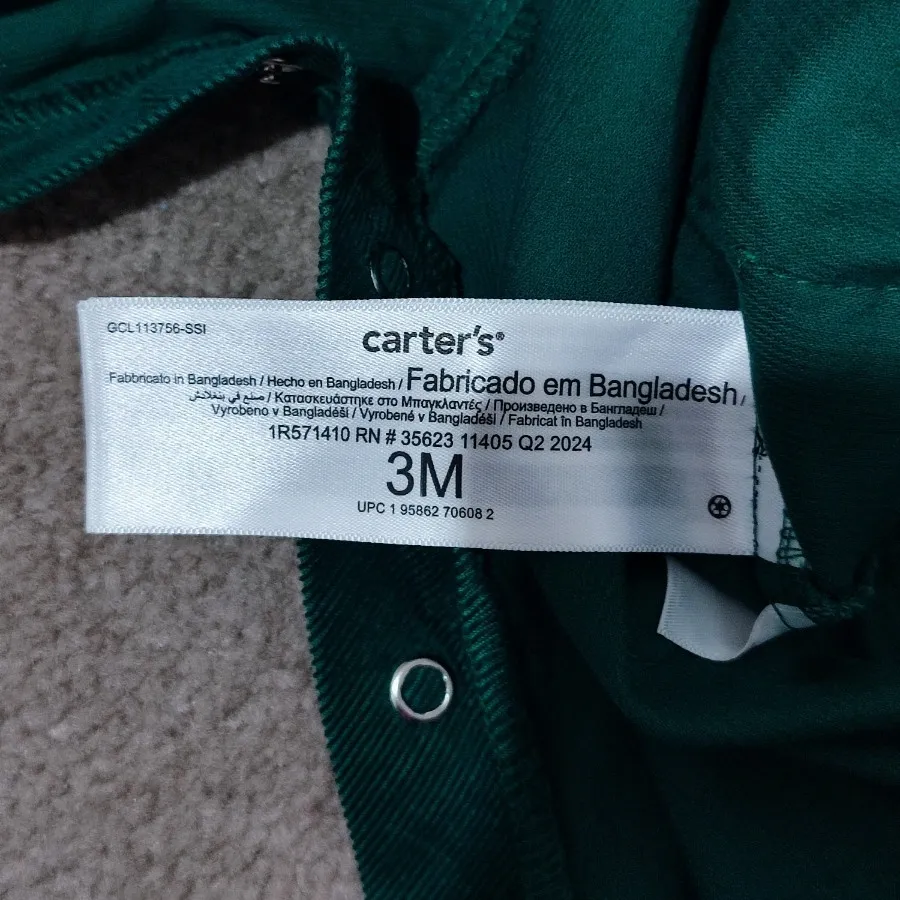 GCL113756-SSI
carter's®
Fabbricato in Bangladesh / Hecho en Bangladesh / Fabricado em Bangladesh /
صنع في بنغلادش / Κατασκευάστηκε στο Μπαγκλαντές / Произведено в Бангладеш /
Vyrobeno v Bangladéši / Vyrobené v Bangladéši / Fabricat în Bangladesh
1R571410 RN # 35623 11405 Q2 2024
3M
UPC 1 95862 70608 2